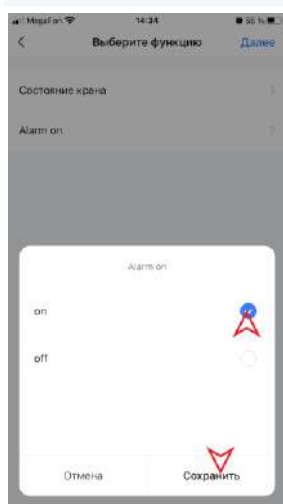 MegaFon 14:34 55 %
Выберите функцию Далее
Состояние крана
Alarm on
Alarm on
on
off
Отмена Сохранить